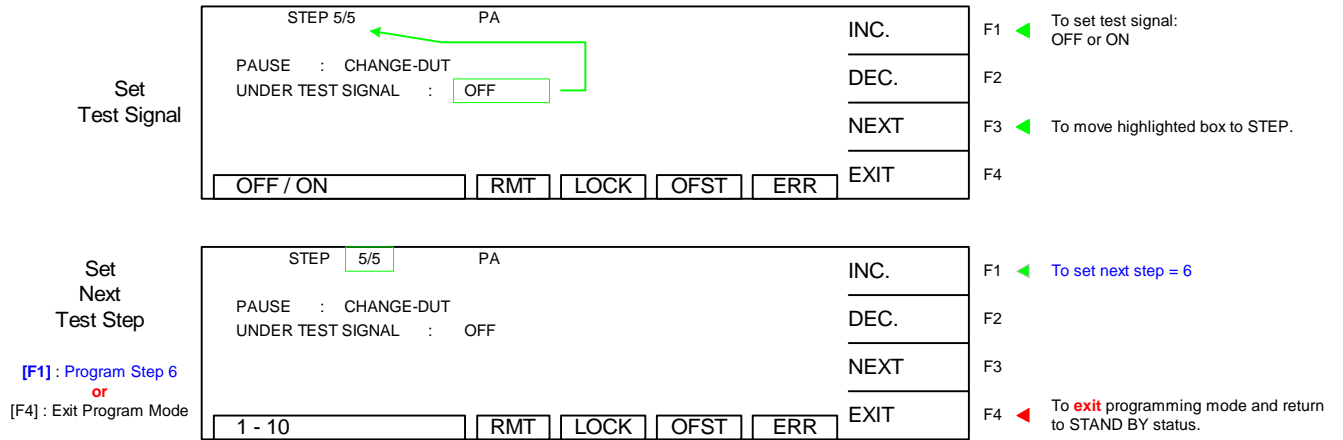 Set
Test Signal
STEP 5/5 PA
PAUSE : CHANGE-DUT
UNDER TEST SIGNAL : OFF
OFF / ON RMT LOCK OFST ERR
INC.
DEC.
NEXT
EXIT
F1 To set test signal:
OFF or ON
F2
F3 To move highlighted box to STEP.
F4
Set
Next
Test Step
[F1] : Program Step 6
or
[F4] : Exit Program Mode
STEP 5/5 PA
PAUSE : CHANGE-DUT
UNDER TEST SIGNAL : OFF
1 - 10 RMT LOCK OFST ERR
INC.
DEC.
NEXT
EXIT
F1 To set next step = 6
F2
F3
F4 To exit programming mode and return
to STAND BY status.